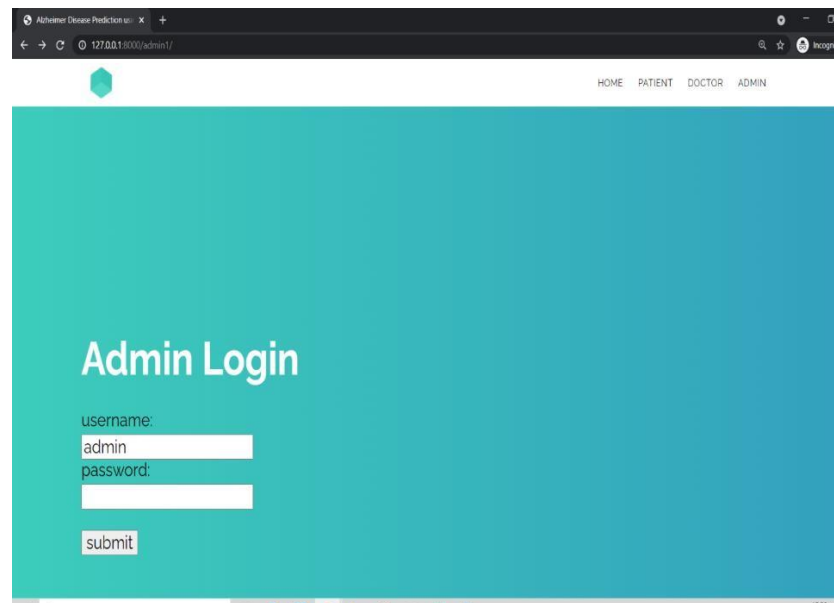 Alzheimer Disease Prediction usi
127.0.0.1:8000/admin1/
Incogn
HOME PATIENT DOCTOR ADMIN
Admin Login
username:
admin
password:
submit